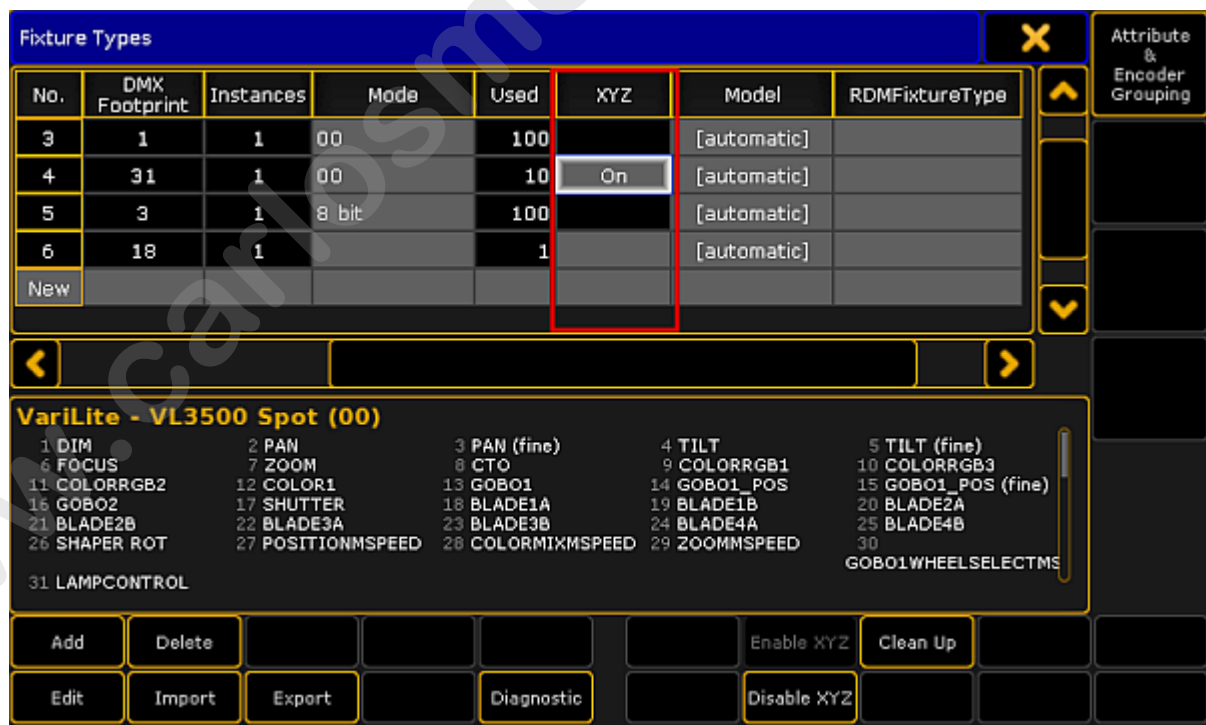 Fixture Types
Attribute & Encoder Grouping
No. DMX Footprint Instances Mode Used XYZ Model RDMFixtureType
3 1 1 00 100 [automatic]
4 31 1 00 10 On [automatic]
5 3 1 8 bit 100 [automatic]
6 18 1 1 [automatic]
New
VariLite - VL3500 Spot (00)
1 DIM 2 PAN 3 PAN (fine) 4 TILT 5 TILT (fine)
6 FOCUS 7 ZOOM 8 CTO 9 COLORRGB1 10 COLORRGB3
11 COLORRGB2 12 COLOR1 13 GOBO1 14 GOBO1_POS 15 GOBO1_POS (fine)
16 GOBO2 17 SHUTTER 18 BLADE1A 19 BLADE1B 20 BLADE2A
21 BLADE2B 22 BLADE3A 23 BLADE3B 24 BLADE4A 25 BLADE4B
26 SHAPER ROT 27 POSITIONMSPEED 28 COLORMIXMSPEED 29 ZOOMMSPEED 30 GOBO1WHEELSELECTMS
31 LAMPCONTROL
Add Delete Enable XYZ Clean Up
Edit Import Export Diagnostic Disable XYZ
www.carlosm